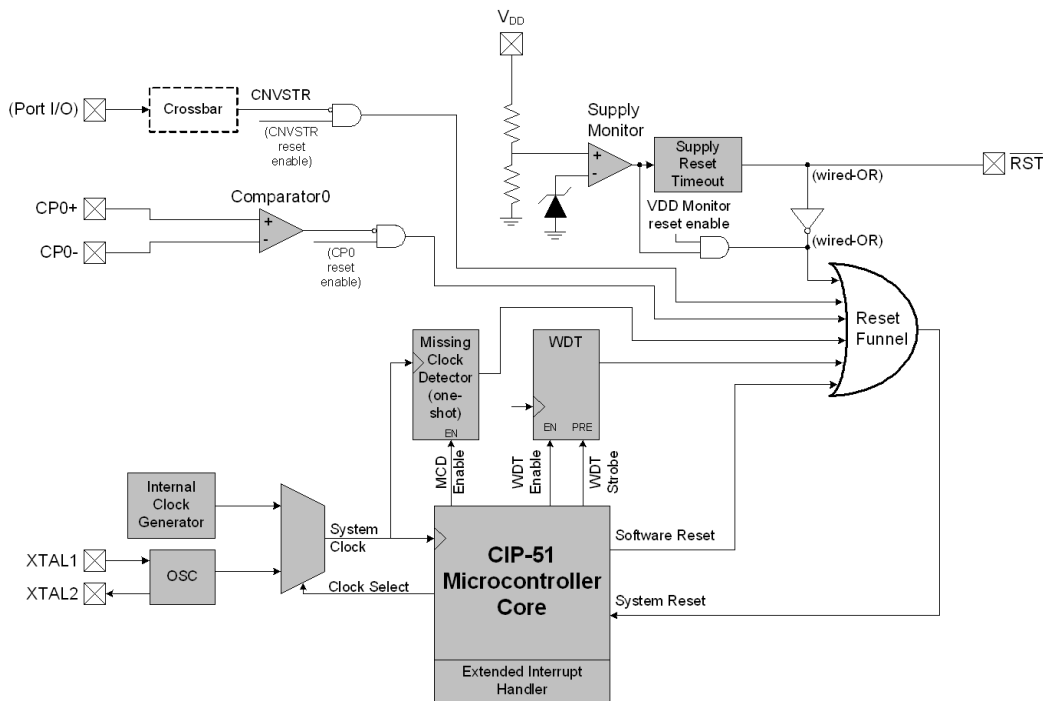 VDD
(Port I/O)
Crossbar
CNVSTR
(CNVSTR
reset
enable)
Supply
Monitor
+
-
Supply
Reset
Timeout
(wired-OR)
RST
CP0+
CP0-
Comparator0
+
-
(CP0
reset
enable)
VDD Monitor
reset enable
(wired-OR)
Reset
Funnel
Missing
Clock
Detector
(one-
shot)
EN
WDT
EN
PRE
MCD
Enable
WDT
Enable
WDT
Strobe
Internal
Clock
Generator
System
Clock
XTAL1
XTAL2
OSC
Clock Select
CIP-51
Microcontroller
Core
Software Reset
System Reset
Extended Interrupt
Handler